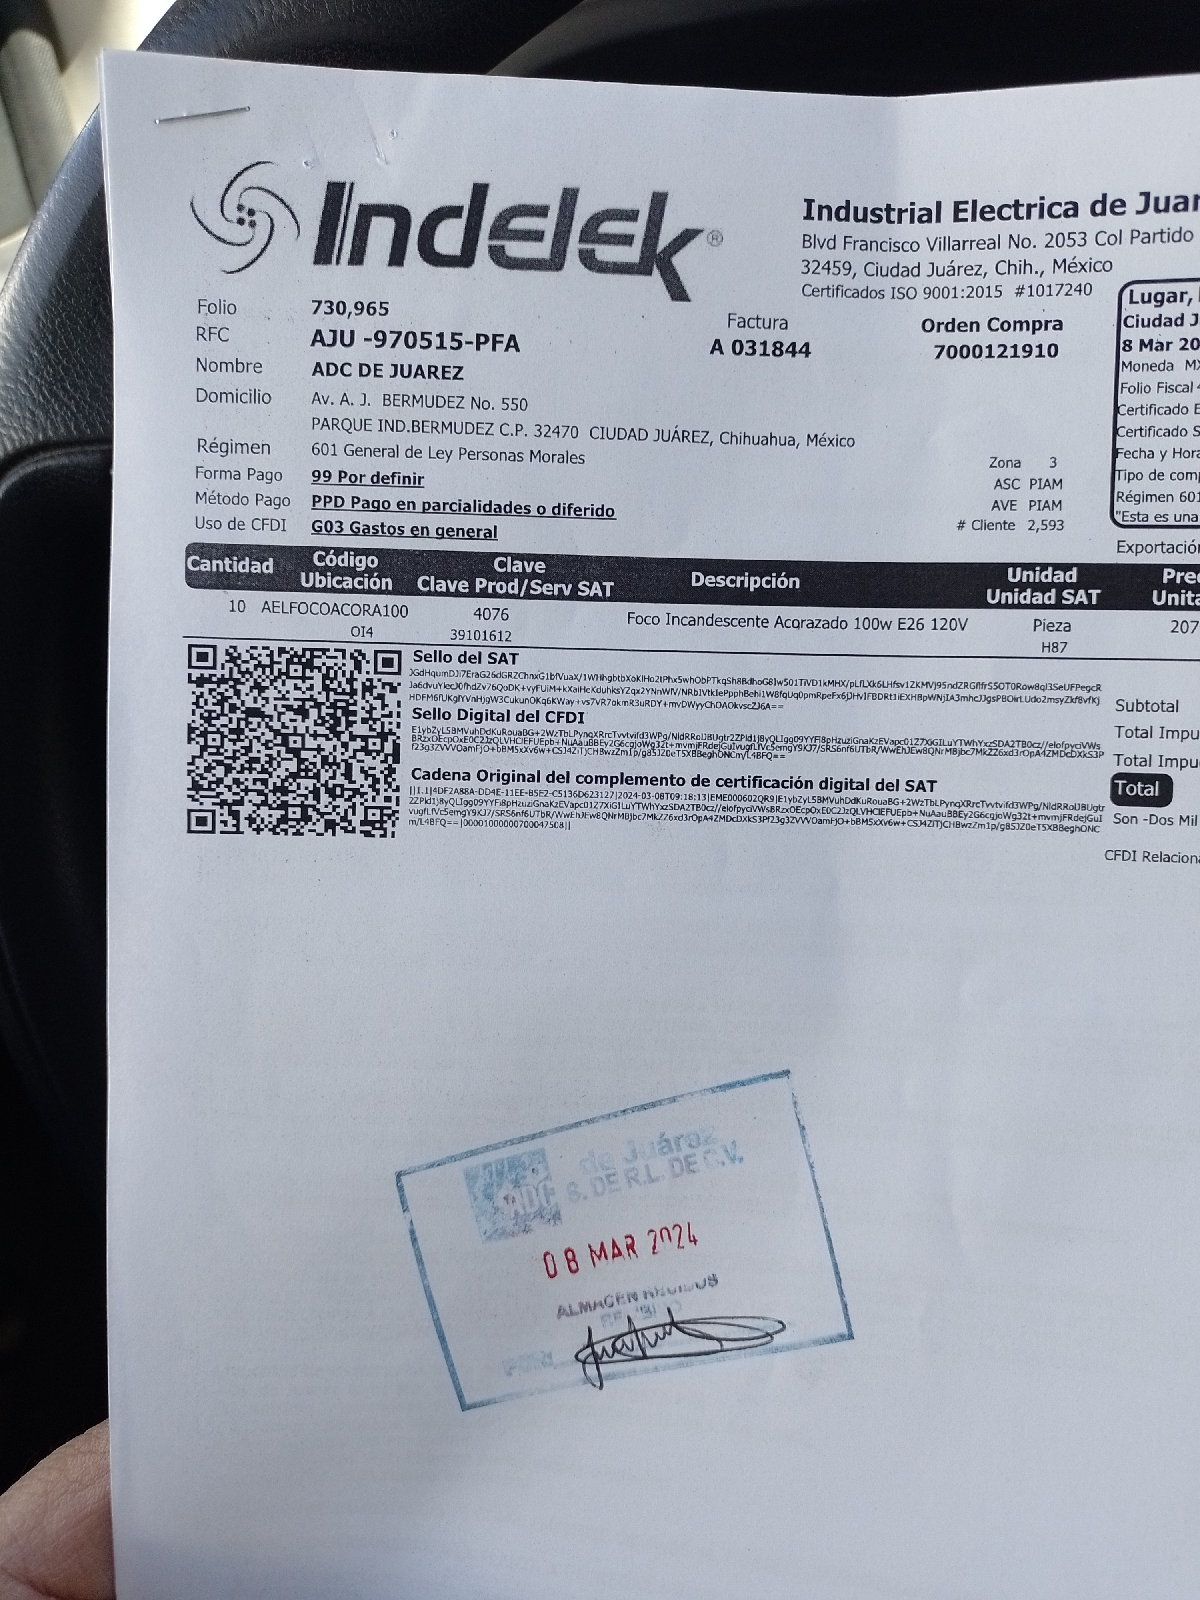 Indelek®
Industrial Electrica de Juar
Blvd Francisco Villarreal No. 2053 Col Partido
32459, Ciudad Juárez, Chih., México
Certificados ISO 9001:2015 #1017240
Folio 730,965
RFC AJU -970515-PFA
Nombre ADC DE JUAREZ
Domicilio Av. A. J. BERMUDEZ No. 550
PARQUE IND.BERMUDEZ C.P. 32470 CIUDAD JUÁREZ, Chihuahua, México
Régimen 601 General de Ley Personas Morales
Forma Pago 99 Por definir
Método Pago PPD Pago en parcialidades o diferido
Uso de CFDI G03 Gastos en general
Factura
A 031844
Orden Compra
7000121910
Zona 3
ASC PIAM
AVE PIAM
# Cliente 2,593
Lugar,
Ciudad J
8 Mar 20
Moneda MX
Folio Fiscal
Certificado E
Certificado S
Fecha y Hora
Tipo de comp
Régimen 601
"Esta es una
Exportación
Cantidad Código Ubicación Clave Clave Prod/Serv SAT Descripción Unidad Unidad SAT Prec Unita
10 AELFOCOACORA100 4076 Foco Incandescente Acorazado 100w E26 120V Pieza 207
OI4 39101612 H87
Sello del SAT
Sello Digital del CFDI
Cadena Original del complemento de certificación digital del SAT
Subtotal
Total Impu
Total Impu
Total
Son -Dos Mil
CFDI Relacion
de Juárez
ADC S. DE R.L. DE C.V.
08 MAR 2024
ALMACEN